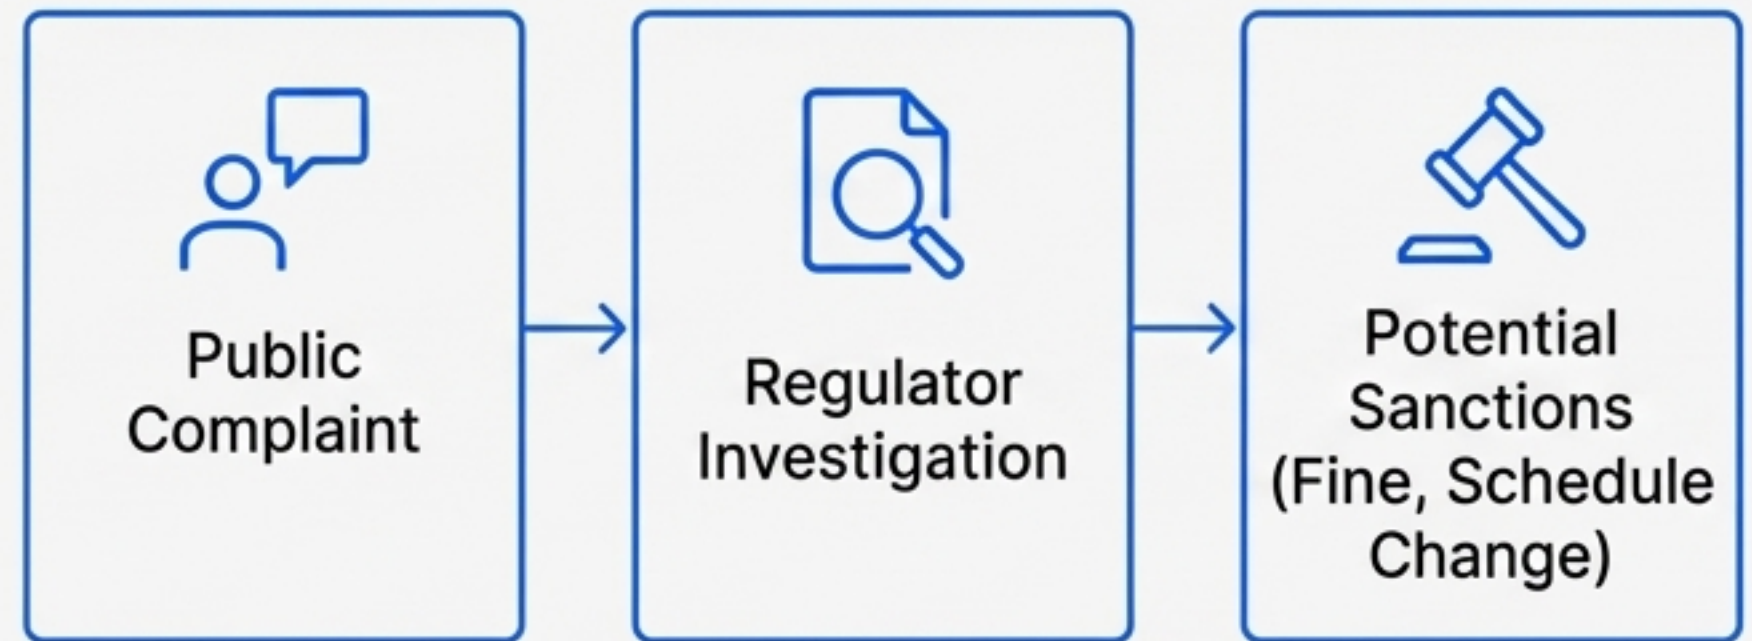 Public
Complaint
Regulator
Investigation
Potential
Sanctions
(Fine, Schedule
Change)